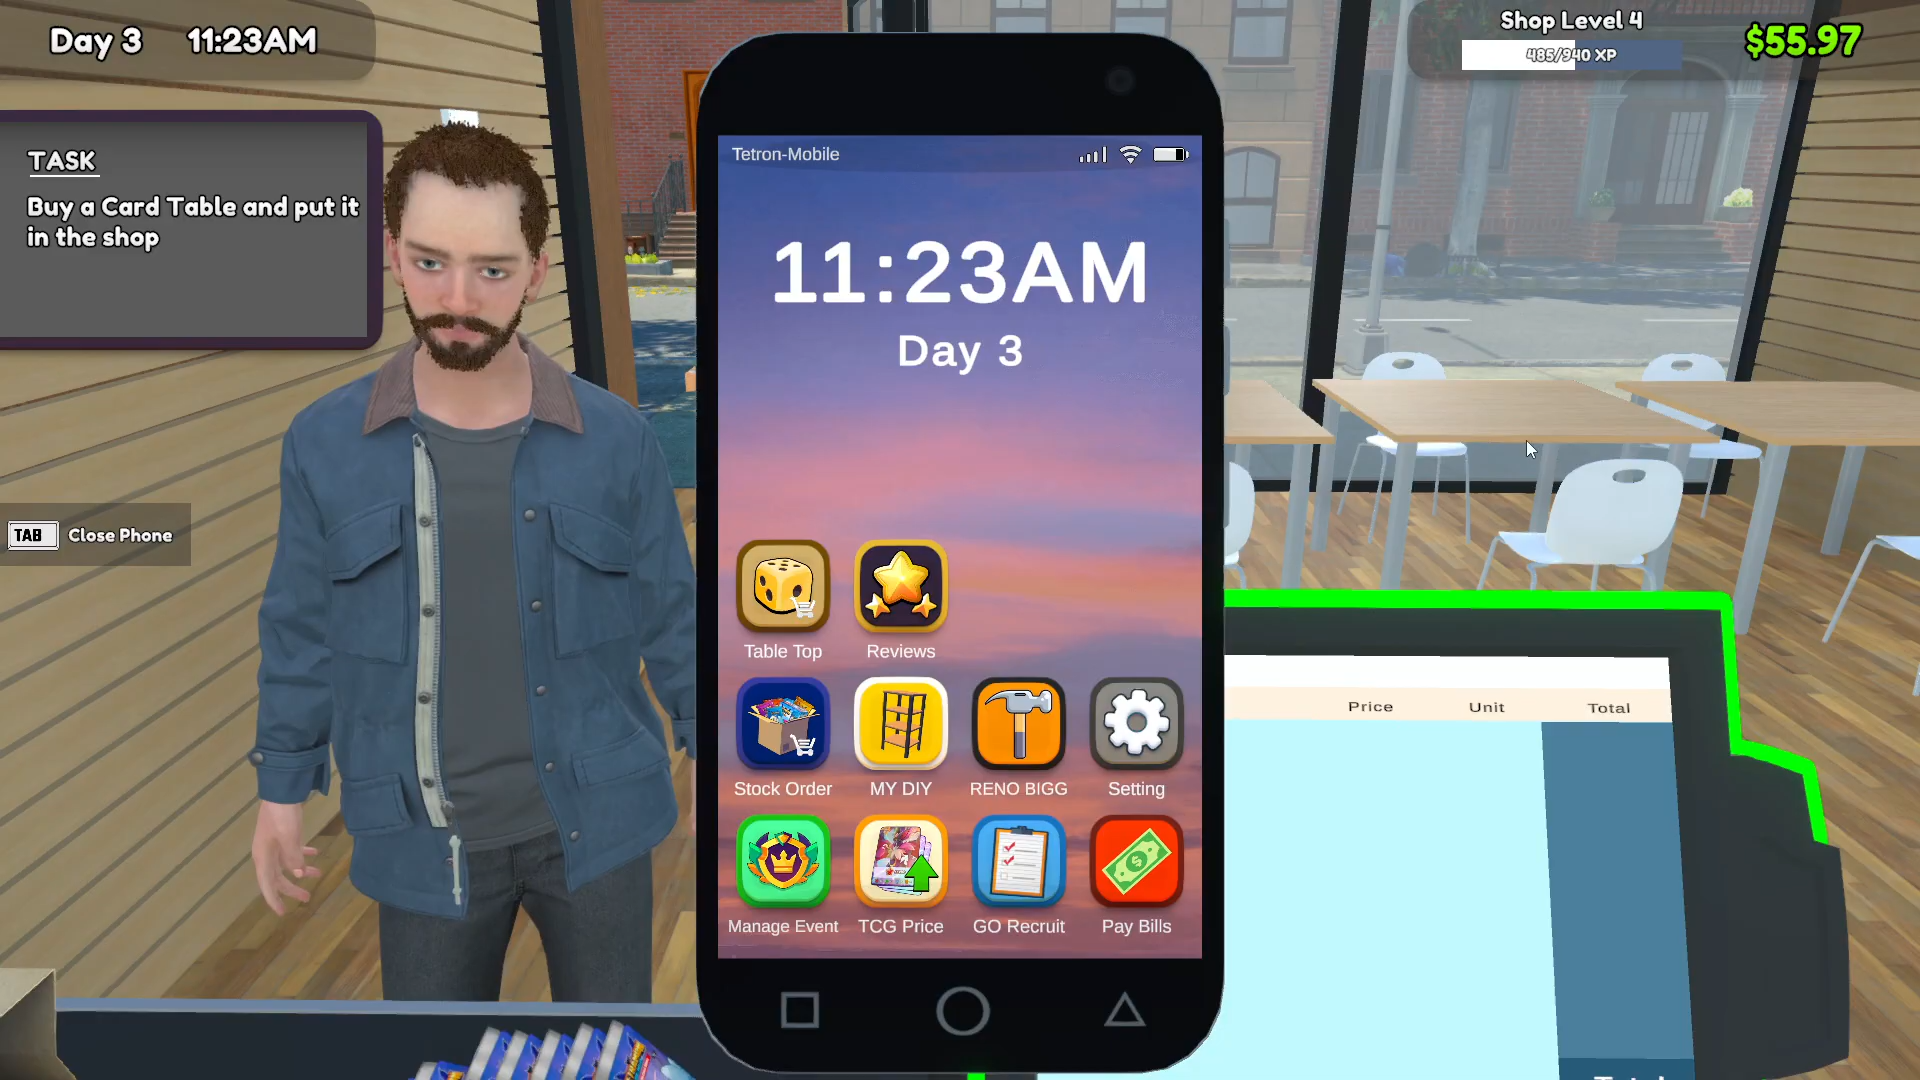 Day 3 11:23AM
Shop Level 4
485/940 XP
$55.97
TASK
Buy a Card Table and put it
in the shop
TAB Close Phone
Tetron-Mobile
11:23AM
Day 3
Table Top Reviews
Stock Order MY DIY RENO BIGG Setting
Manage Event TCG Price GO Recruit Pay Bills
Price Unit Total